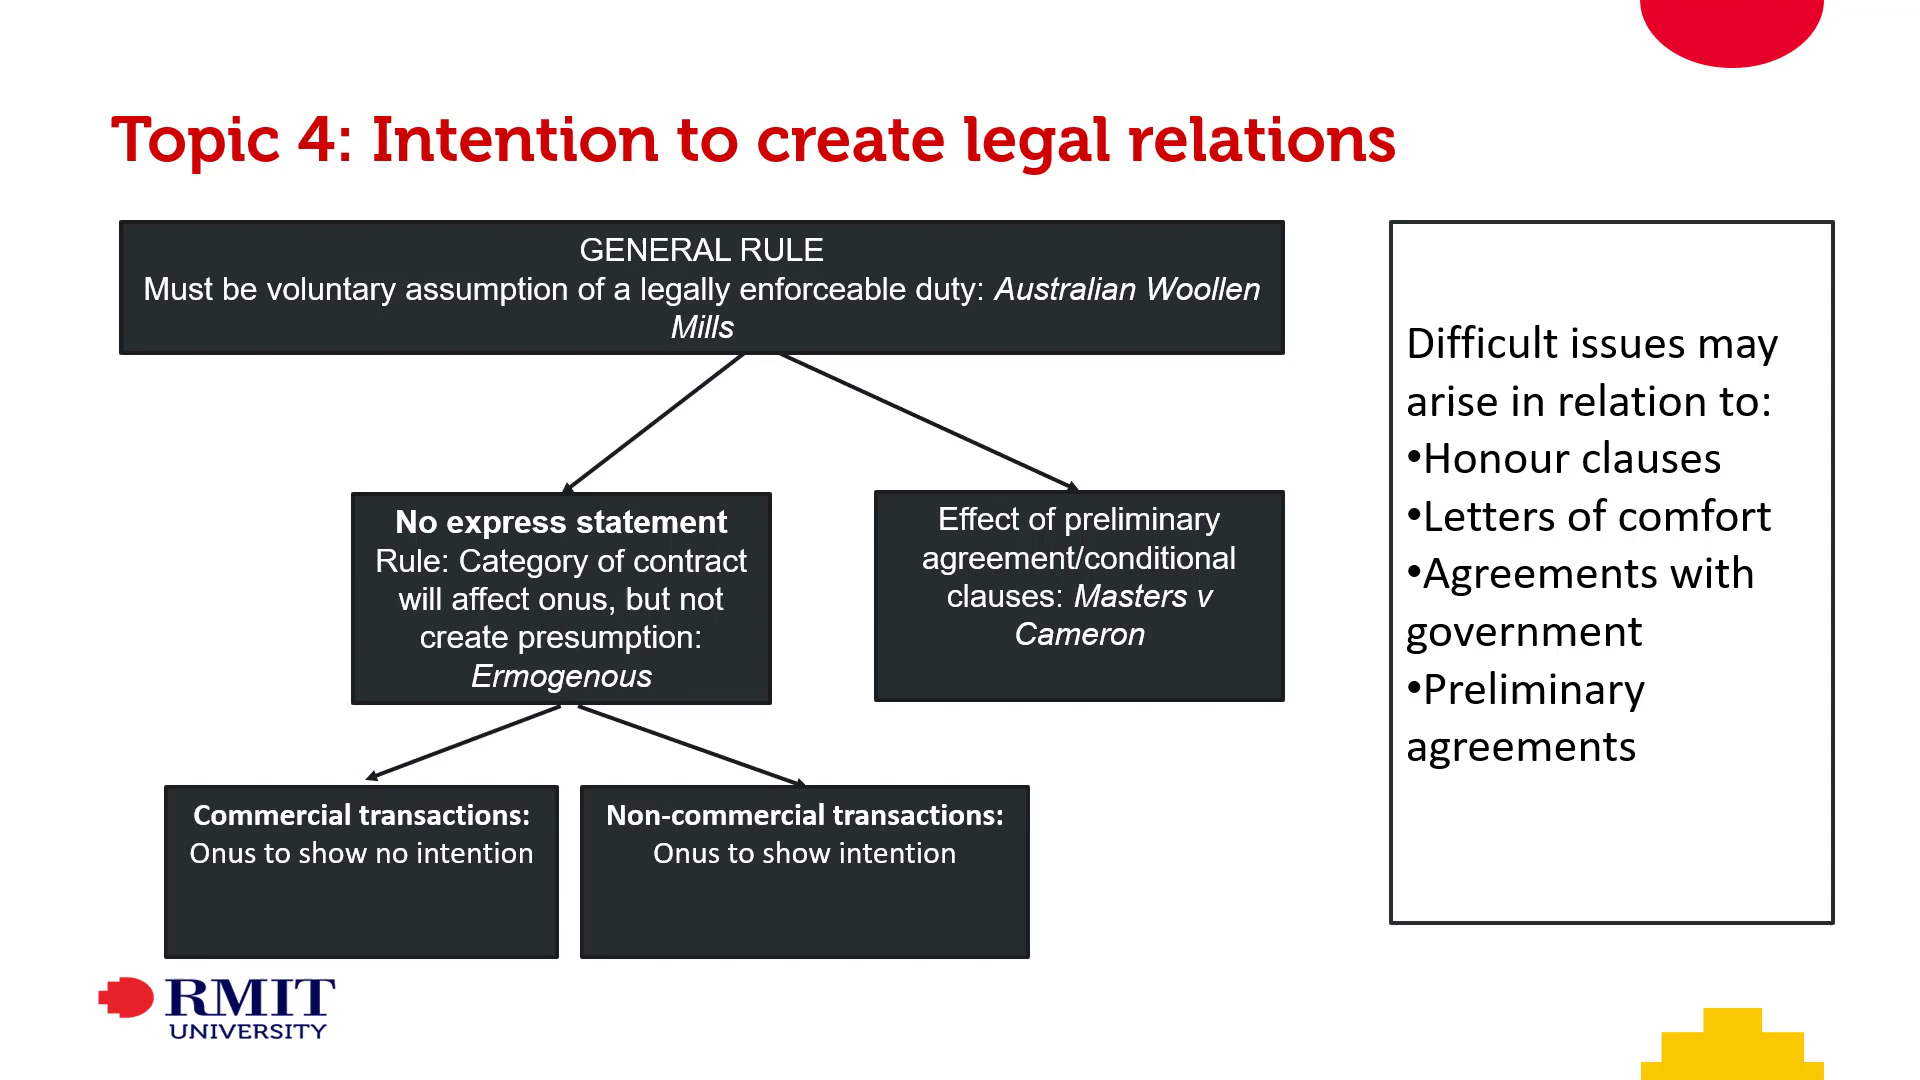 Topic 4: Intention to create legal relations
GENERAL RULE
Must be voluntary assumption of a legally enforceable duty: Australian Woollen
Mills
No express statement
Rule: Category of contract
will affect onus, but not
create presumption:
Ermogenous
Effect of preliminary
agreement/conditional
clauses: Masters v
Cameron
Commercial transactions:
Onus to show no intention
Non-commercial transactions:
Onus to show intention
Difficult issues may
arise in relation to:
•Honour clauses
•Letters of comfort
•Agreements with
government
•Preliminary
agreements
RMIT
UNIVERSITY